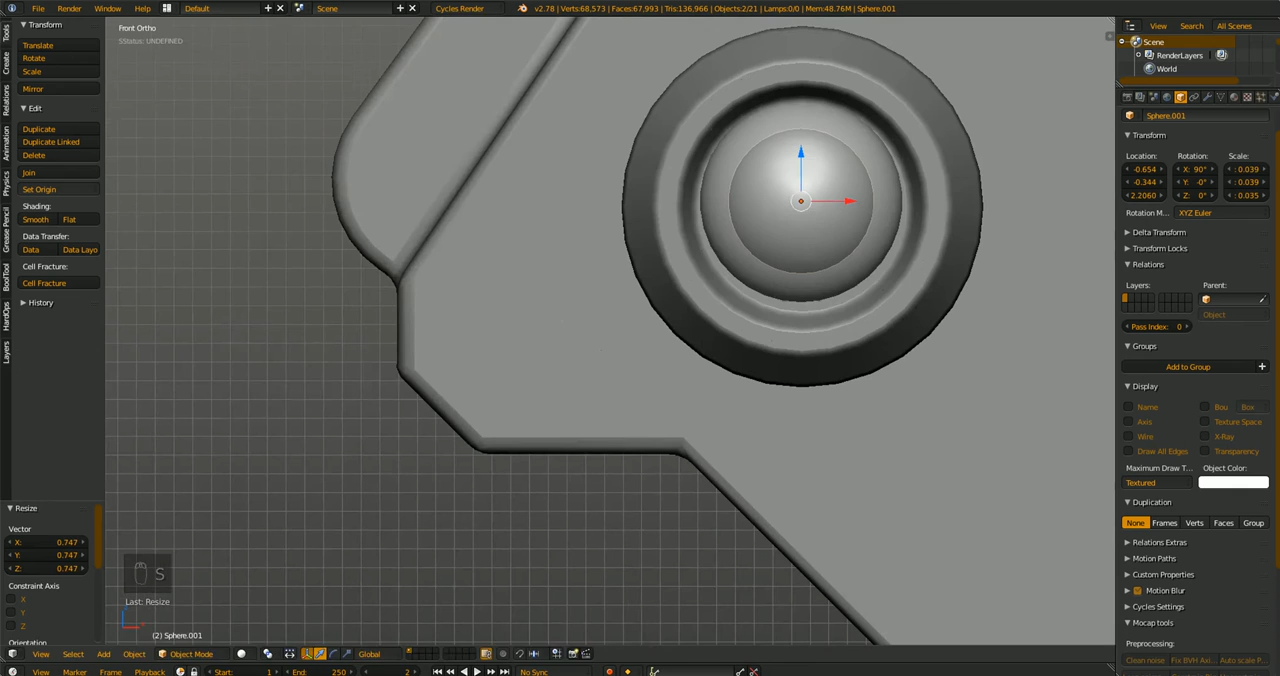 File Render Window Help Default Scene Cycles Render v2.78 | Verts:68,573 | Faces:67,993 | Tris:136,966 | Objects:2/21 | Lamps:0/0 | Mem:48.76M | Sphere.001
View Search All Scenes
Scene
RenderLayers
World
Tools
Create
Relations
Animation
Physics
Grease Pencil
BoolTool
HardOps
Layers
Transform
Translate
Rotate
Scale
Mirror
Edit
Duplicate
Duplicate Linked
Delete
Join
Set Origin
Shading:
Smooth Flat
Data Transfer:
Data Data Layo
Cell Fracture:
Cell Fracture
History
Resize
Vector
X: 0.747
Y: 0.747
Z: 0.747
Constraint Axis
X
Y
Z
Orientation
Front Ortho
SStatus: UNDEFINED
S
Last: Resize
(2) Sphere.001
Sphere.001
Transform
Location: Rotation: : Scale:
-0.654 X: 90° : 0.039
-0.344 Y: -0° : 0.039
2.2060 Z: 0° : 0.035
Rotation M... XYZ Euler
Delta Transform
Transform Locks
Relations
Layers: Parent:
Object
Pass Index: 0
Groups
Add to Group
Display
Name Bou Box
Axis Texture Space
Wire X-Ray
Draw All Edges Transparency
Maximum Draw T... Object Color:
Textured
Duplication
None Frames Verts Faces Group
Relations Extras
Motion Paths
Motion Blur
Cycles Settings
Mocap tools
Preprocessing:
Clean noise Fix BVH Axi... Auto scale P...
View Select Add Object Object Mode Global
View Marker Frame Playback Start: 1 End: 250 2 No Sync